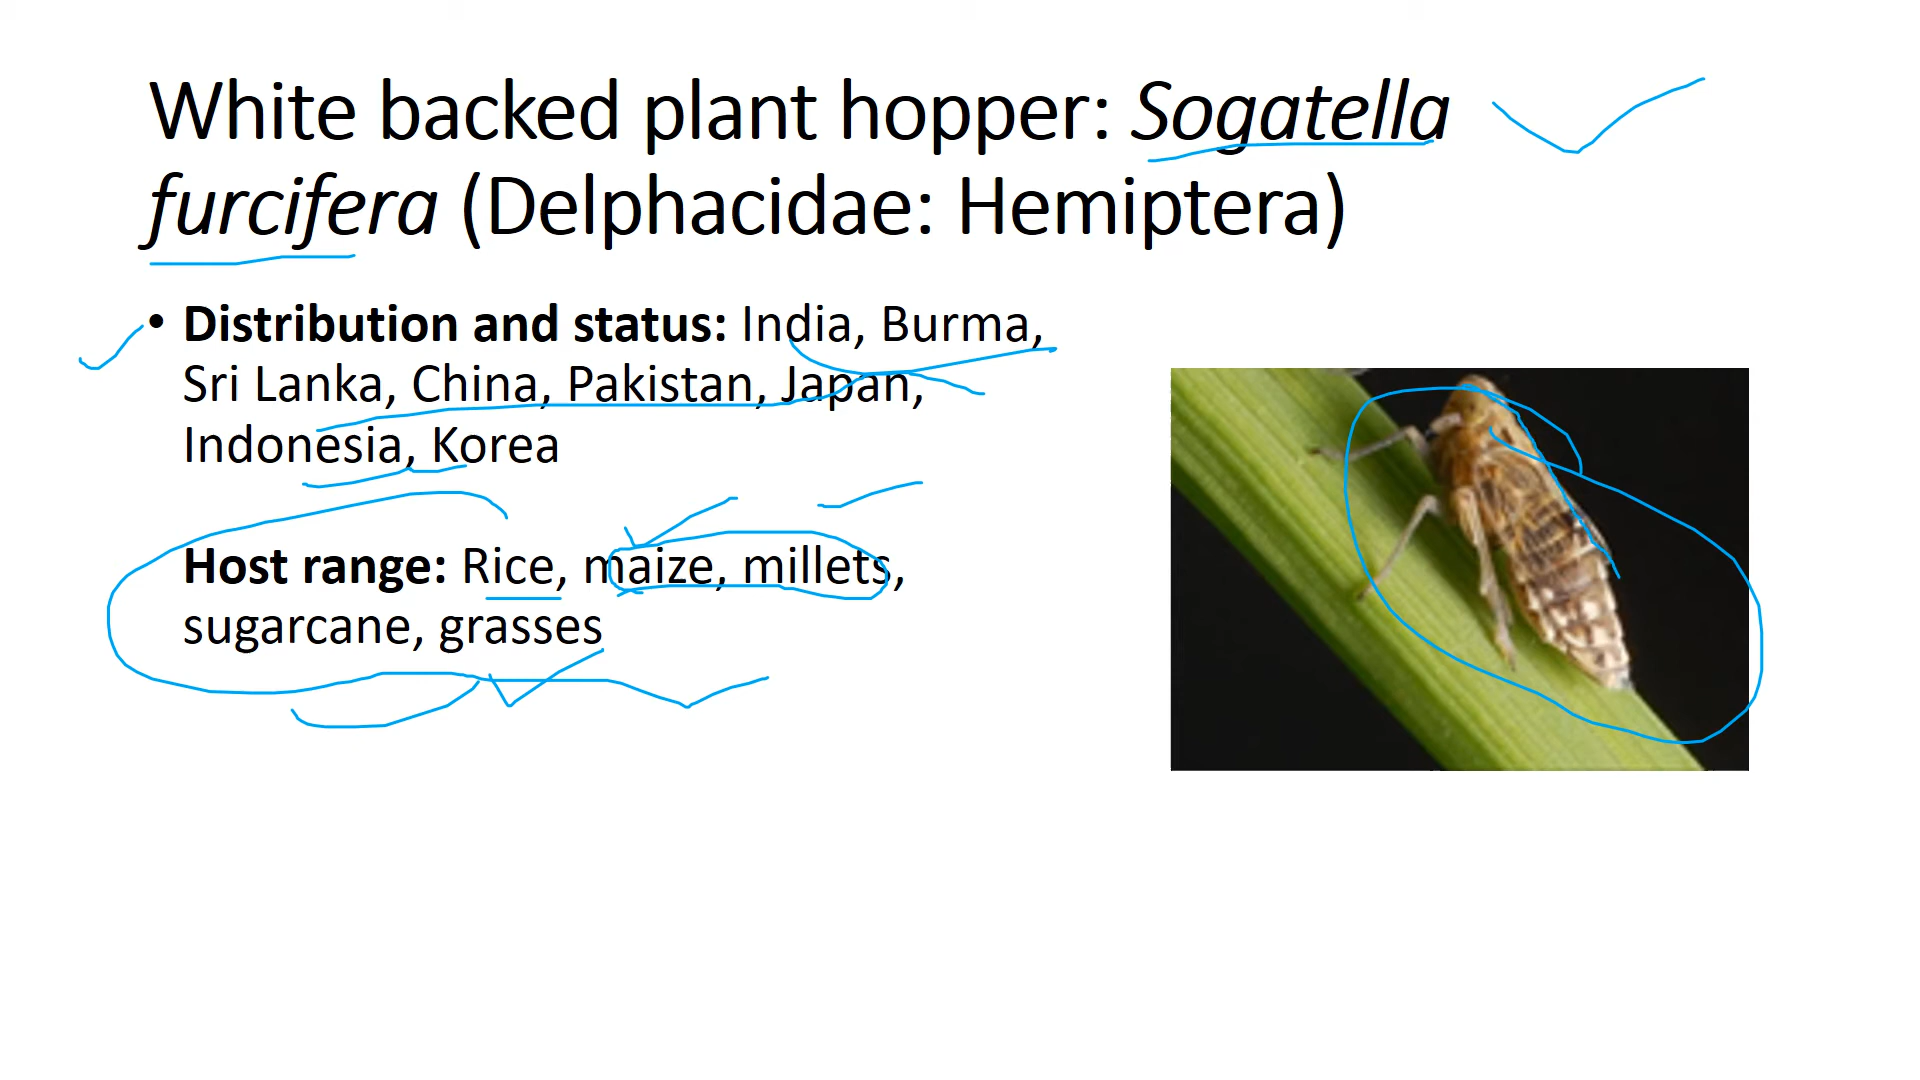 White backed plant hopper: Sogatella
furcifera (Delphacidae: Hemiptera)
• Distribution and status: India, Burma,
Sri Lanka, China, Pakistan, Japan,
Indonesia, Korea
Host range: Rice, maize, millets,
sugarcane, grasses